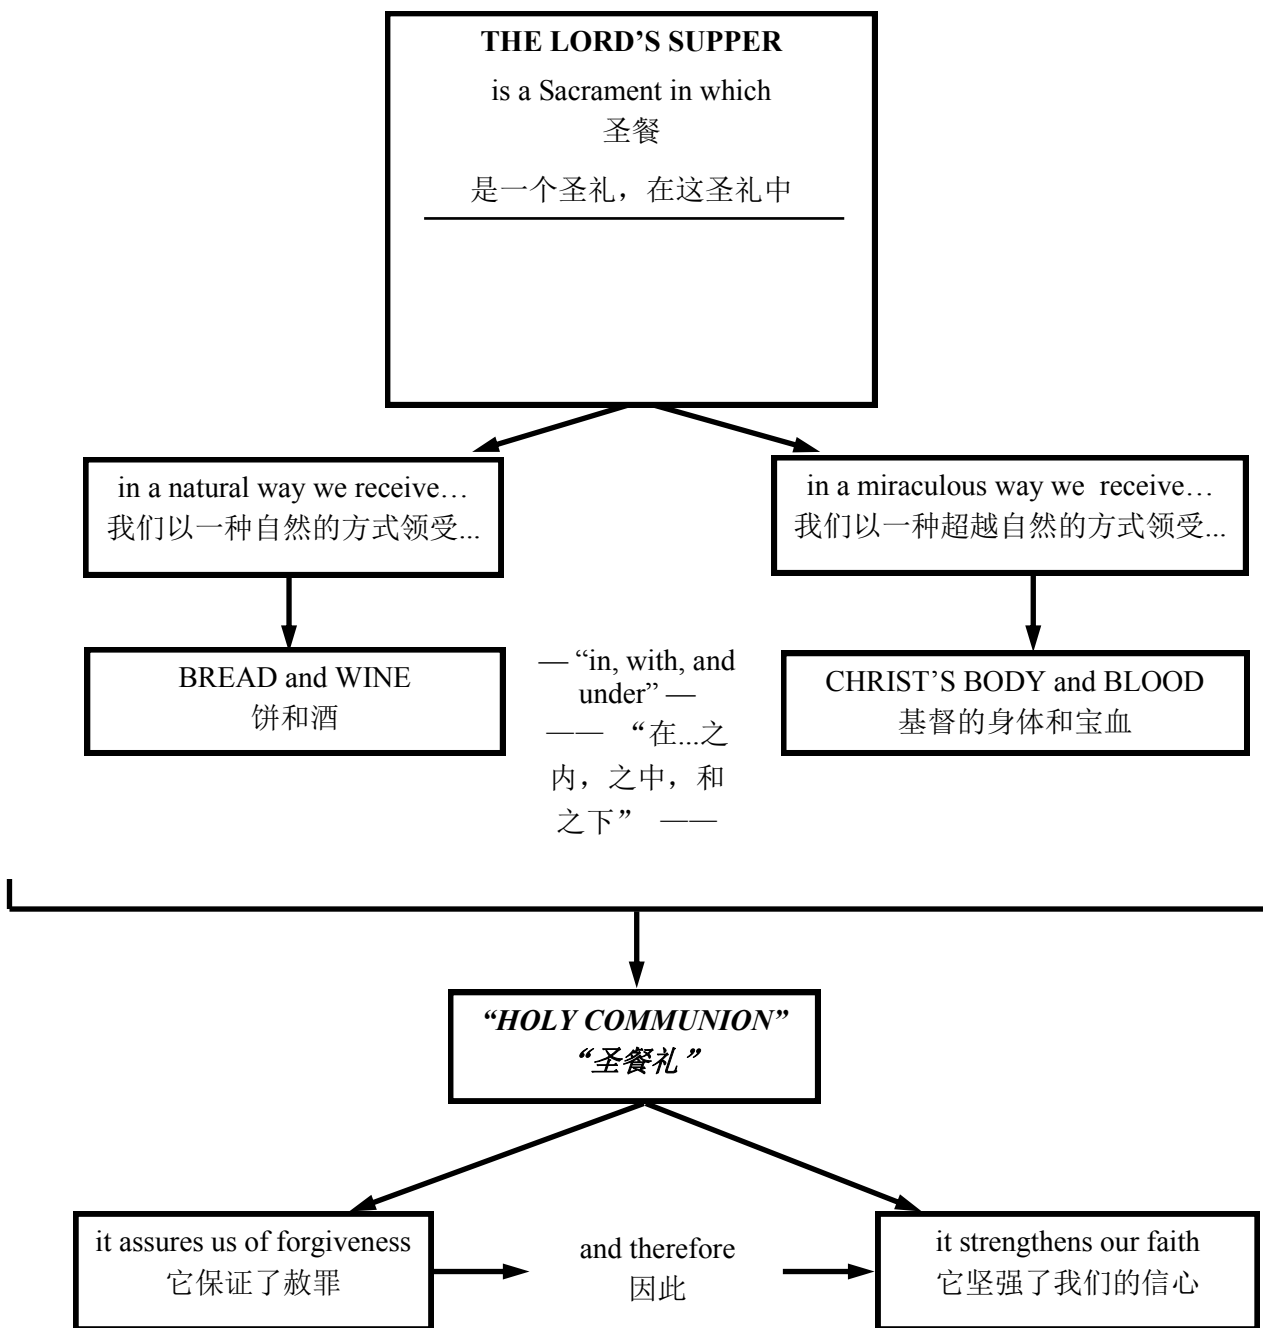 THE LORD’S SUPPER
is a Sacrament in which
圣餐
是一个圣礼，在这圣礼中
in a natural way we receive…
我们以一种自然的方式领受...
in a miraculous way we  receive…
我们以一种超越自然的方式领受...
BREAD and WINE
饼和酒
— “in, with, and
under” —
—— “在...之
内，之中，和
之下” ——
CHRIST’S BODY and BLOOD
基督的身体和宝血
“HOLY COMMUNION”
“圣餐礼”
it assures us of forgiveness
它保证了赦罪
and therefore
因此
it strengthens our faith
它坚强了我们的信心